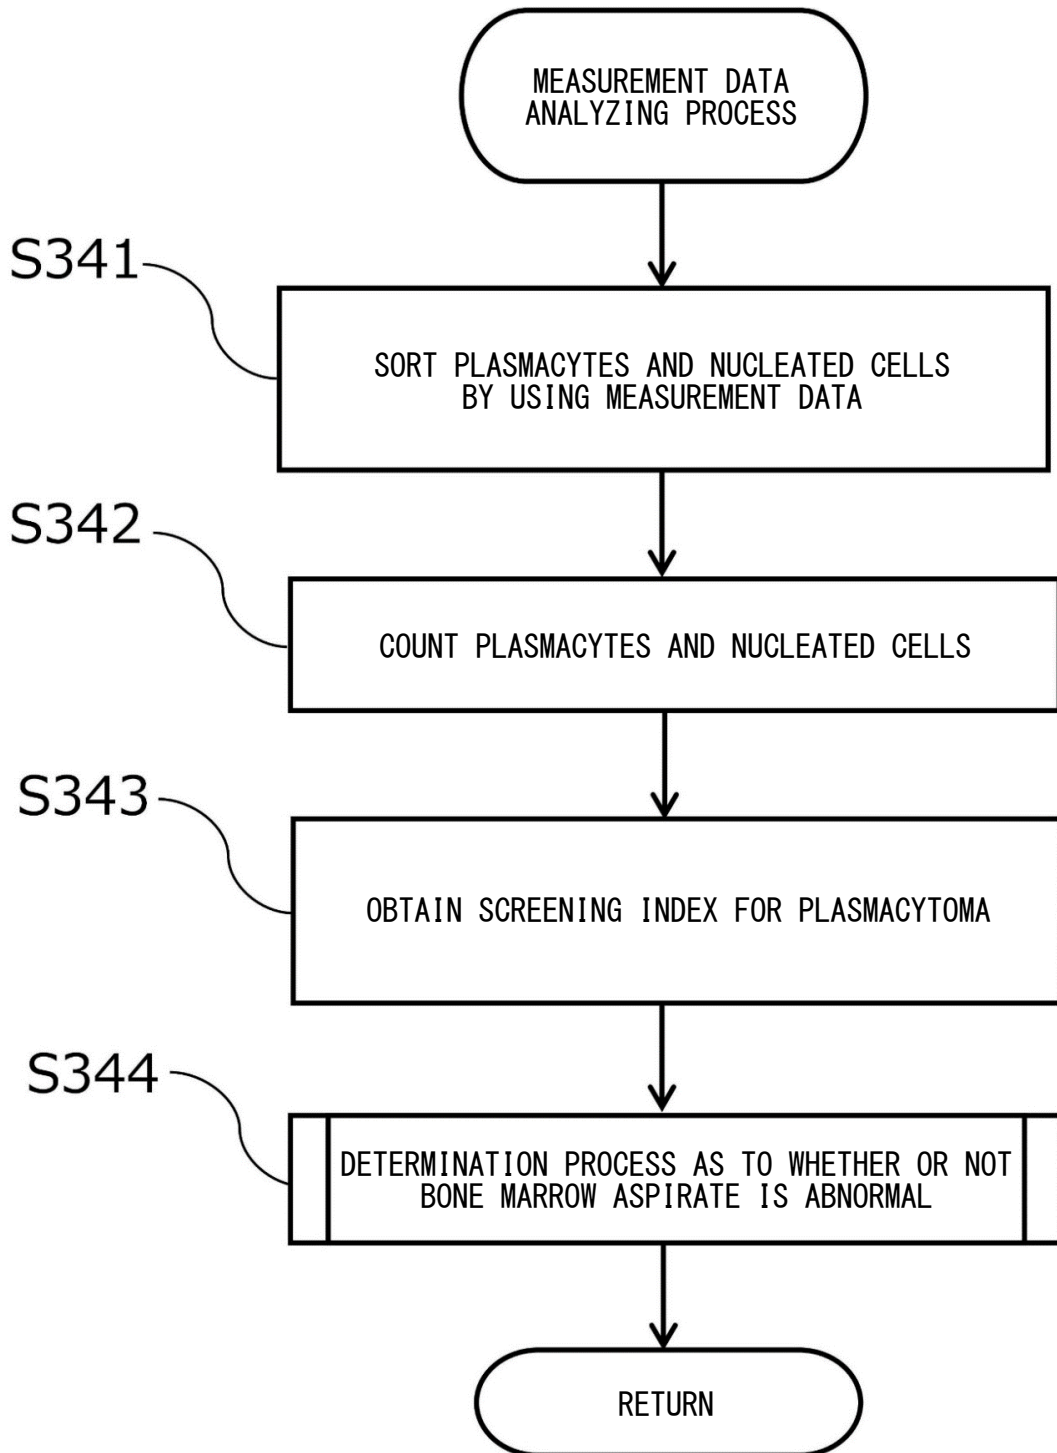 MEASUREMENT DATA
ANALYZING PROCESS
S341
SORT PLASMACYTES AND NUCLEATED CELLS
BY USING MEASUREMENT DATA
S342
COUNT PLASMACYTES AND NUCLEATED CELLS
S343
OBTAIN SCREENING INDEX FOR PLASMACYTOMA
S344
DETERMINATION PROCESS AS TO WHETHER OR NOT
BONE MARROW ASPIRATE IS ABNORMAL
RETURN